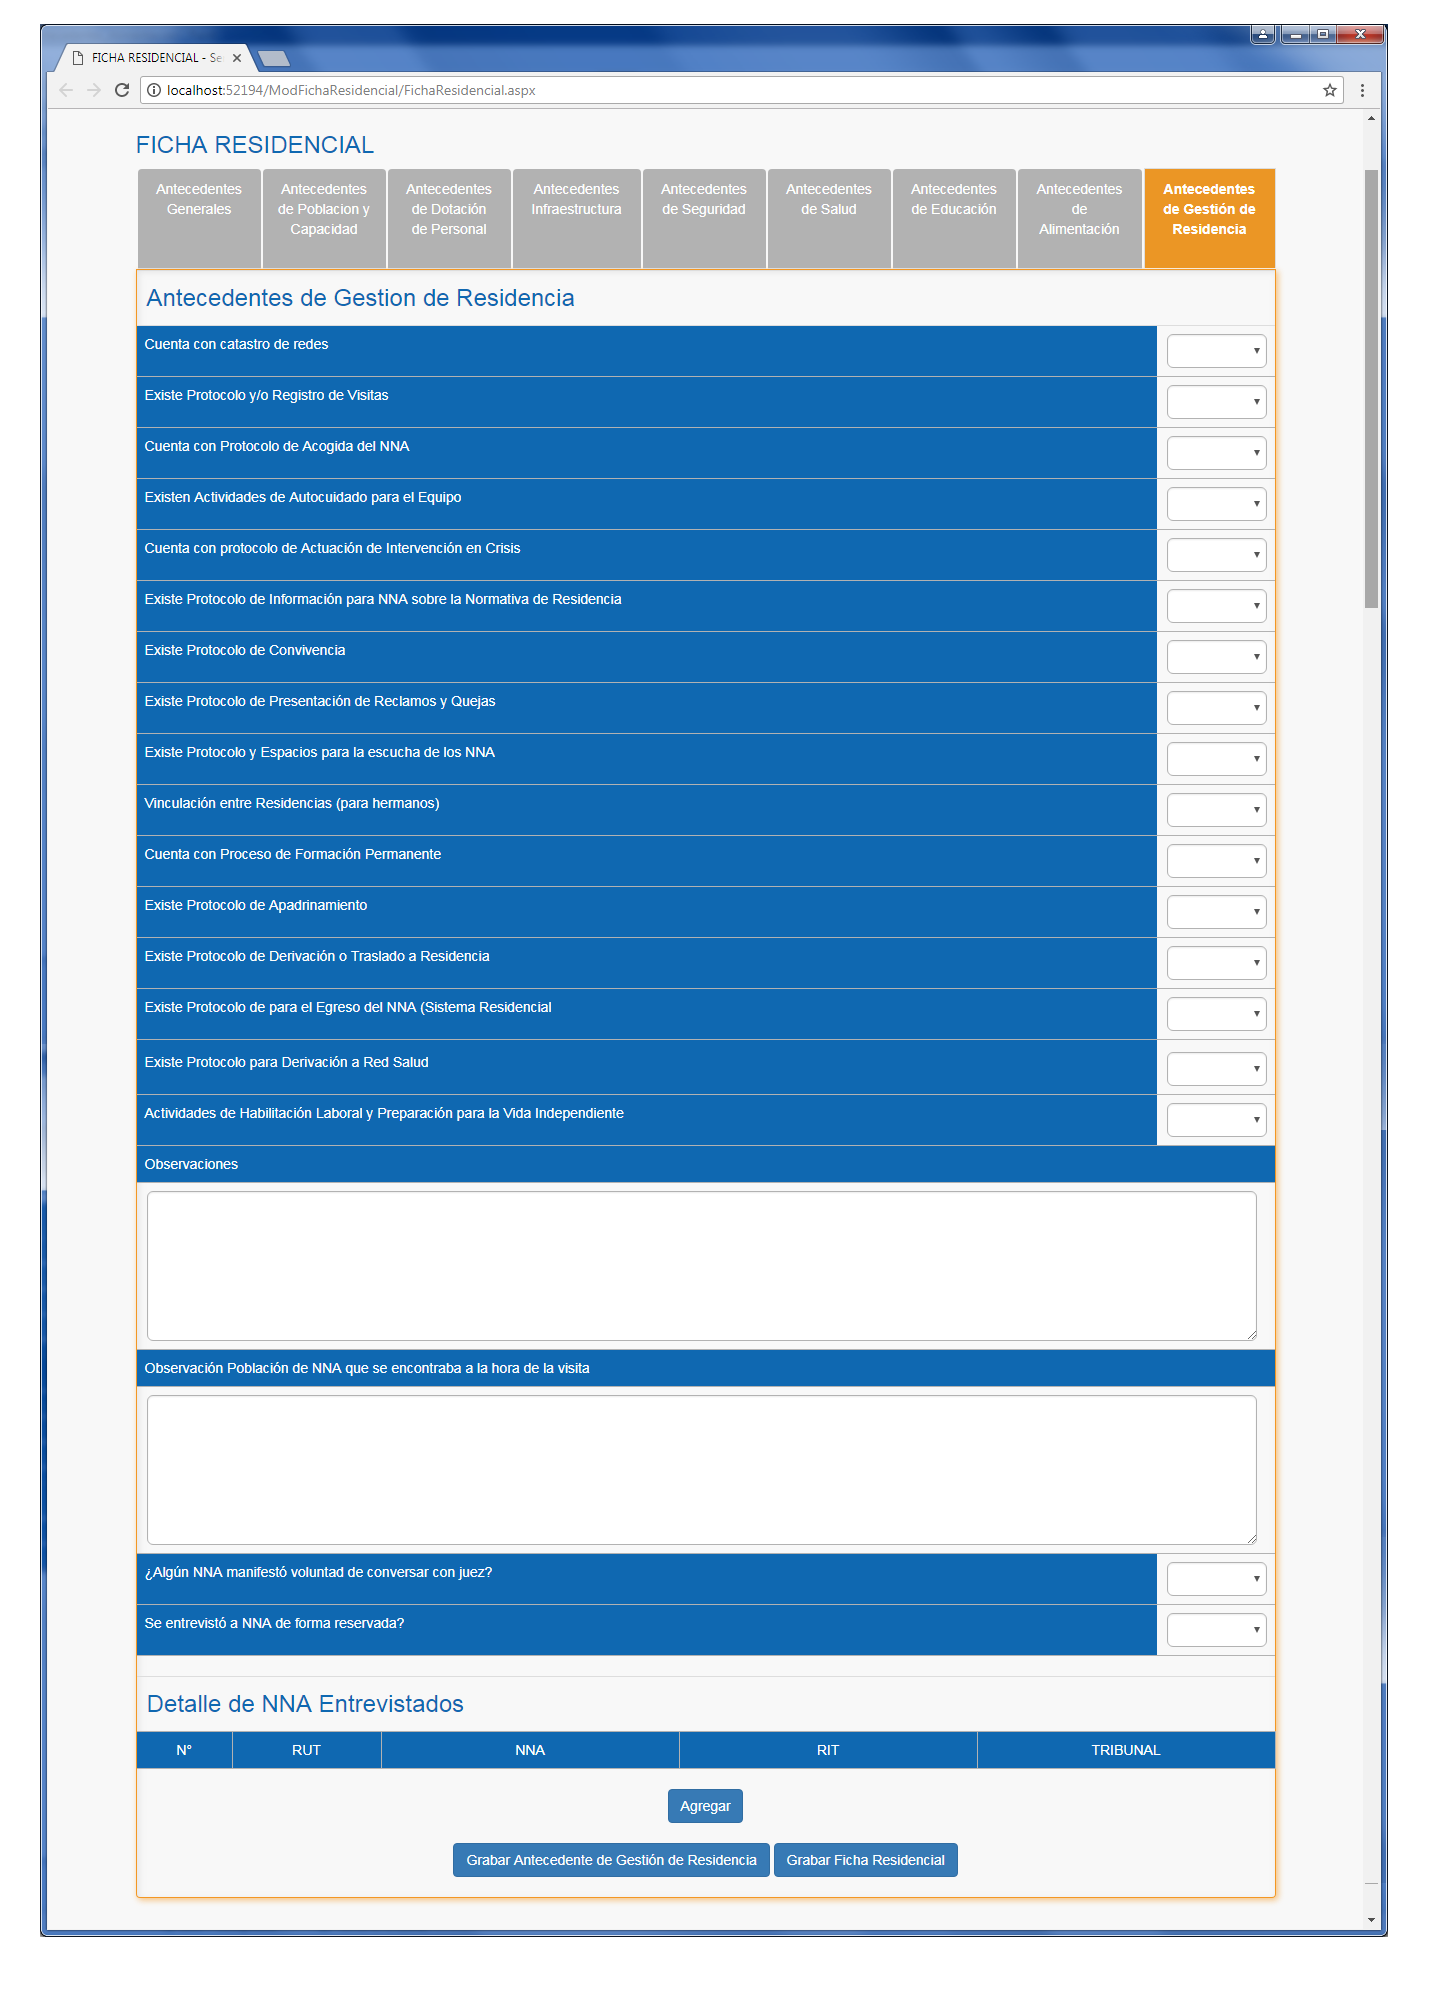 FICHA RESIDENCIAL - Se
localhost:52194/ModFichaResidencial/FichaResidencial.aspx
FICHA RESIDENCIAL
Antecedentes
Generales
Antecedentes
de Poblacion y
Capacidad
Antecedentes
de Dotación
de Personal
Antecedentes
Infraestructura
Antecedentes
de Seguridad
Antecedentes
de Salud
Antecedentes
de Educación
Antecedentes
de
Alimentación
Antecedentes
de Gestión de
Residencia
Antecedentes de Gestion de Residencia
Cuenta con catastro de redes
Existe Protocolo y/o Registro de Visitas
Cuenta con Protocolo de Acogida del NNA
Existen Actividades de Autocuidado para el Equipo
Cuenta con protocolo de Actuación de Intervención en Crisis
Existe Protocolo de Información para NNA sobre la Normativa de Residencia
Existe Protocolo de Convivencia
Existe Protocolo de Presentación de Reclamos y Quejas
Existe Protocolo y Espacios para la escucha de los NNA
Vinculación entre Residencias (para hermanos)
Cuenta con Proceso de Formación Permanente
Existe Protocolo de Apadrinamiento
Existe Protocolo de Derivación o Traslado a Residencia
Existe Protocolo de para el Egreso del NNA (Sistema Residencial
Existe Protocolo para Derivación a Red Salud
Actividades de Habilitación Laboral y Preparación para la Vida Independiente
Observaciones
Observación Población de NNA que se encontraba a la hora de la visita
¿Algún NNA manifestó voluntad de conversar con juez?
Se entrevistó a NNA de forma reservada?
Detalle de NNA Entrevistados
N° RUT NNA RIT TRIBUNAL
Agregar
Grabar Antecedente de Gestión de Residencia Grabar Ficha Residencial